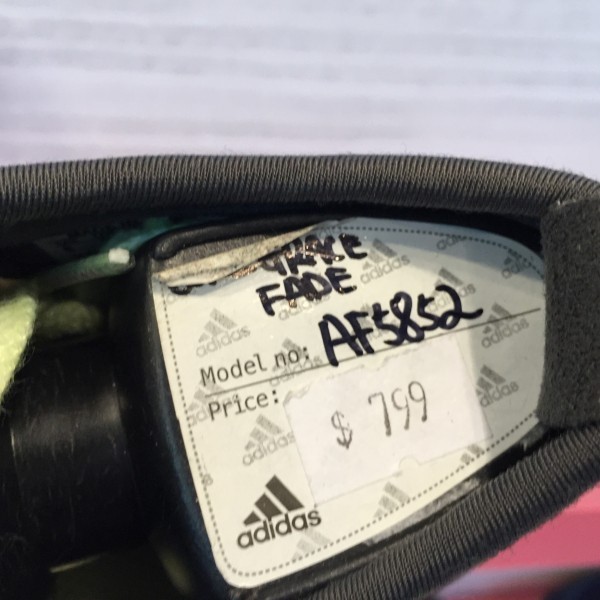 FADE
Model no: AF5852
Price: $ 799
adidas